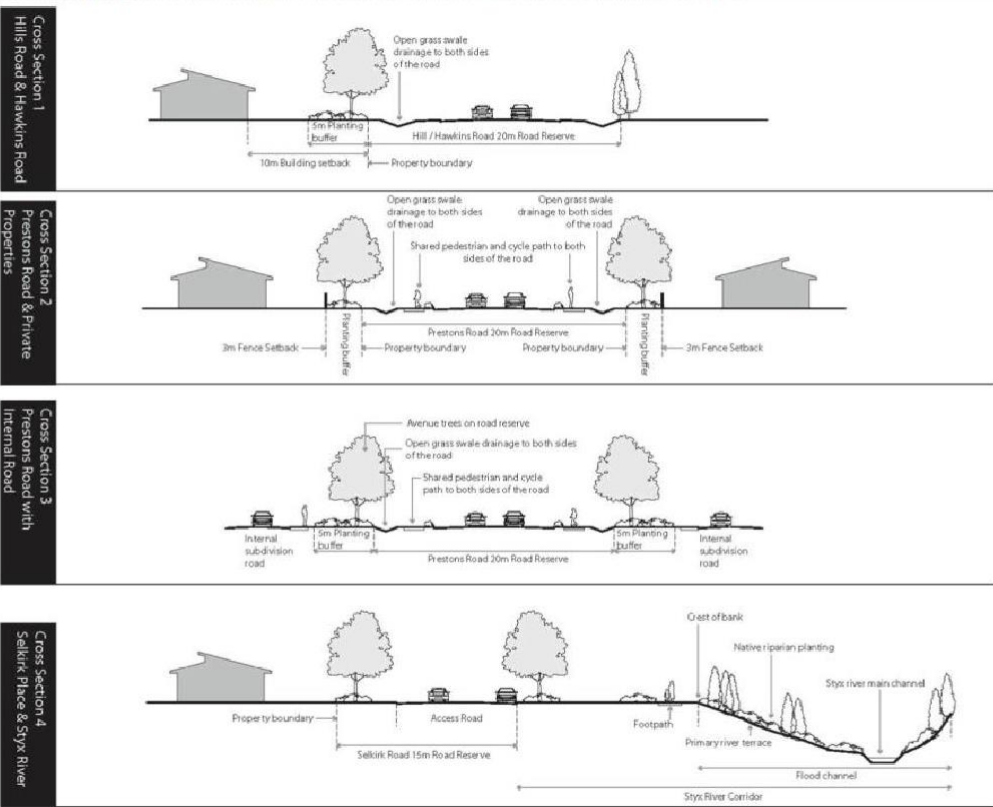 Cross Section 1
Hills Road & Hawkins Road
Open grass swale
drainage to both sides
of the road
5m Planting
buffer
Hill / Hawkins Road 20m Road Reserve
10m Building setback
Property boundary
Cross Section 2
Prestons Road & Private
Properties
Open grass swale
drainage to both sides
of the road
Open grass swale
drainage to both sides
of the road
Shared pedestrian and cycle path to both
sides of the road
Planting buffer
Prestons Road 20m Road Reserve
Planting buffer
3m Fence Setback
Property boundary
Property boundary
3m Fence Setback
Cross Section 3
Prestons Road with
Internal Road
Avenue trees on road reserve
Open grass swale drainage to both sides
of the road
Shared pedestrian and cycle
path to both sides of the road
Internal
subdivision
road
5m Planting
buffer
Prestons Road 20m Road Reserve
5m Planting
buffer
Internal
subdivision
road
Cross Section 4
Selkirk Place & Styx River
Crest of bank
Native riparian planting
Styx river main channel
Property boundary
Access Road
Footpath
Primary river terrace
Selkirk Road 15m Road Reserve
Flood channel
Styx River Corridor